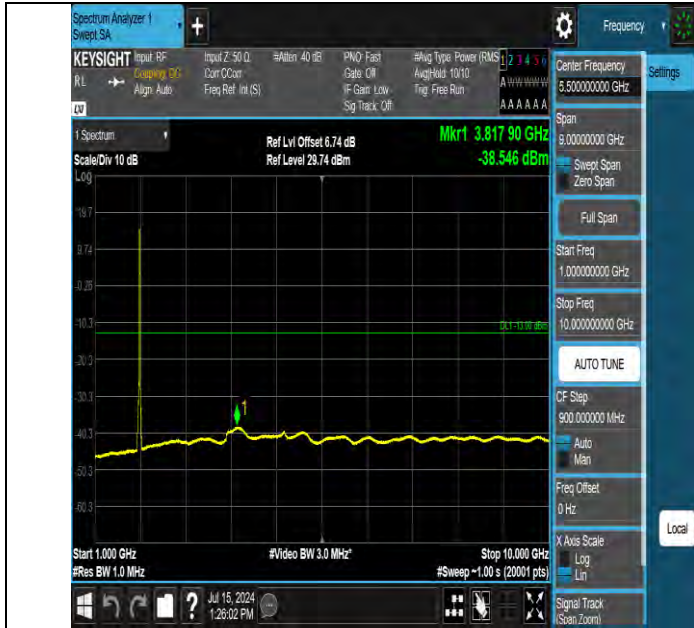 Spectrum Analyzer 1
Swept SA
+
Frequency
KEYSIGHT
RL
LXI
Input: RF
Coupling: DC
Align: Auto
Input Z: 50 Ω
Corr CCorr
Freq Ref: Int (S)
#Atten: 40 dB
PNO: Fast
Gate: Off
IF Gain: Low
Sig Track: Off
#Avg Type: Power (RMS
Avg|Hold: 10/10
Trig: Free Run
1 2 3 4 5 6
A W W W W W
A A A A A A
1 Spectrum
Scale/Div 10 dB
Log
Ref Lvl Offset 6.74 dB
Ref Level 29.74 dBm
Mkr1 3.817 90 GHz
-38.546 dBm
19.7
9.74
-0.26
-10.3
-20.3
-30.3
-40.3
-50.3
-60.3
DL1 -13.00 dBm
1
Start 1.000 GHz
#Res BW 1.0 MHz
#Video BW 3.0 MHz*
Stop 10.000 GHz
#Sweep ~1.00 s (20001 pts)
?
Jul 15, 2024
1:26:02 PM
Center Frequency
5.500000000 GHz
Settings
Span
9.00000000 GHz
Swept Span
Zero Span
Full Span
Start Freq
1.000000000 GHz
Stop Freq
10.000000000 GHz
AUTO TUNE
CF Step
900.000000 MHz
Auto
Man
Freq Offset
0 Hz
X Axis Scale
Log
Lin
Local
Signal Track
(Span Zoom)